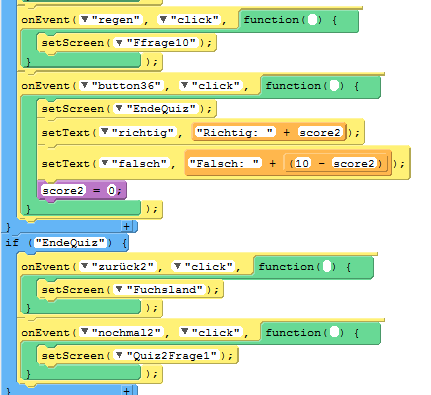 onEvent( ▼ "regen", ▼ "click", function( ) {
setScreen( ▼ "Ffrage10");
} );
onEvent( ▼ "button36", ▼ "click", function( ) {
setScreen( ▼ "EndeQuiz");
setText( ▼ "richtig", "Richtig: " + score2);
setText( ▼ "falsch", "Falsch: " + (10 - score2));
score2 = 0;
} );
}
if ("EndeQuiz") {
onEvent( ▼ "zurück2", ▼ "click", function( ) {
setScreen( ▼ "Fuchsland");
} );
onEvent( ▼ "nochmal2", ▼ "click", function( ) {
setScreen( ▼ "Quiz2Frage1");
} );
}